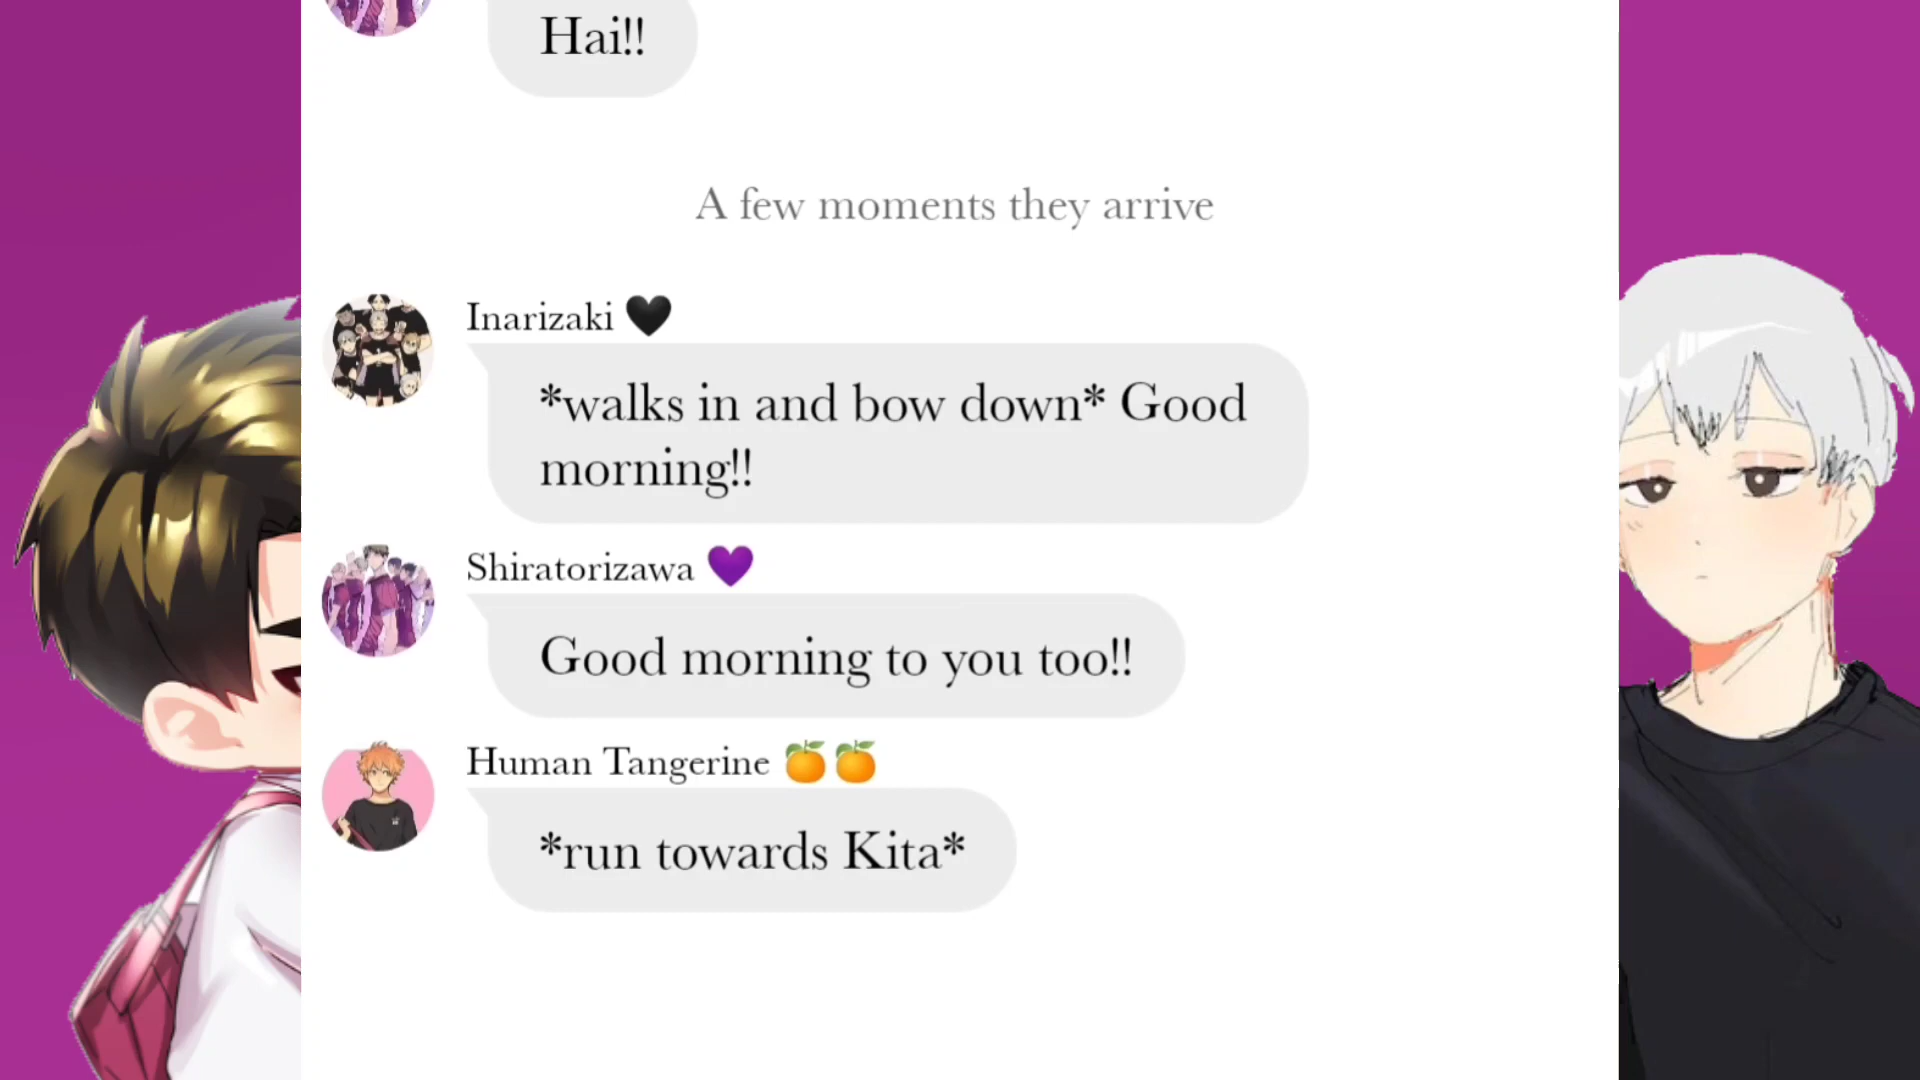 Hai!!
A few moments they arrive
Inarizaki 🖤
*walks in and bow down* Good
morning!!
Shiratorizawa 💜
Good morning to you too!!
Human Tangerine 🍊🍊
*run towards Kita*